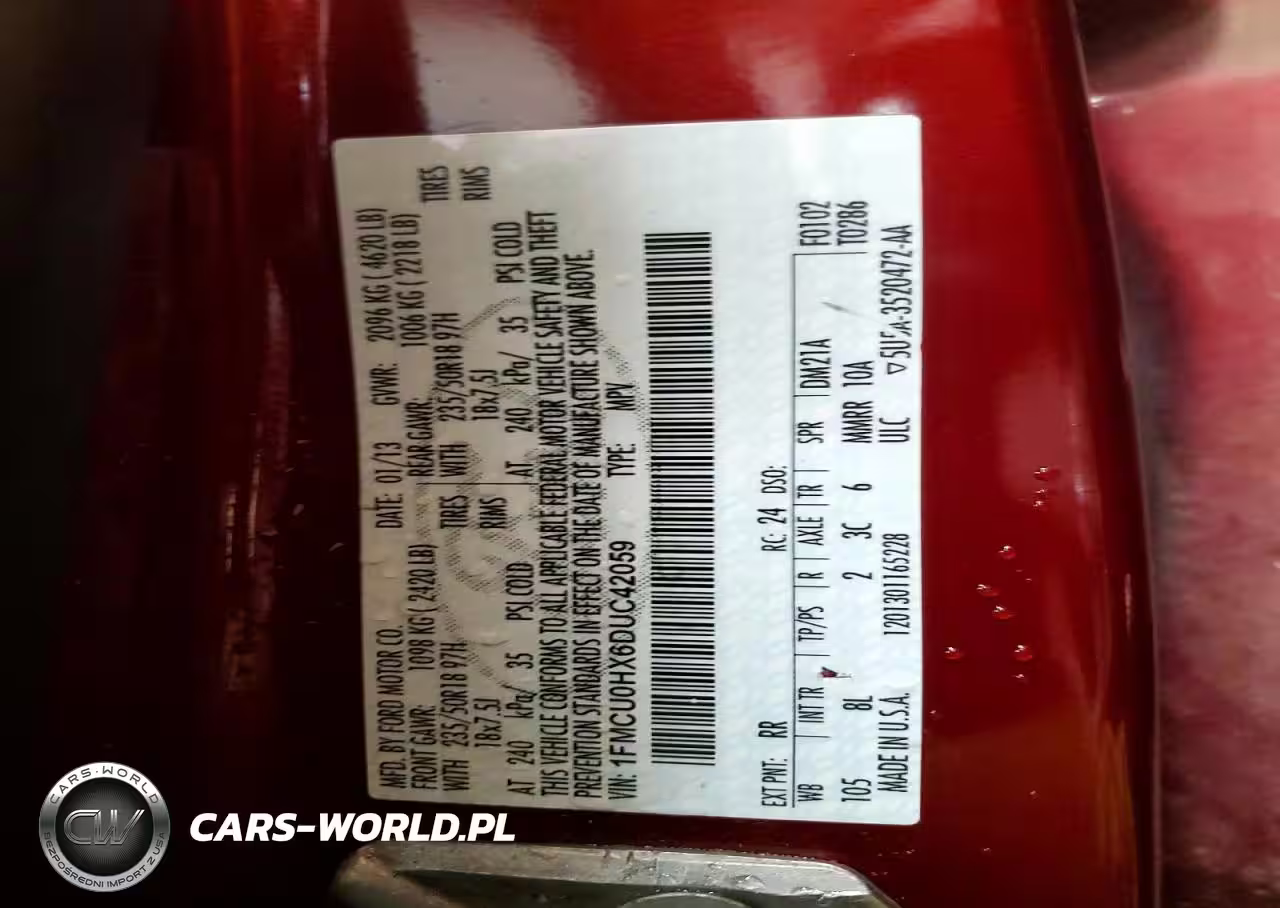 MFD. BY FORD MOTOR CO. DATE: 01/13 GWR: 2096 KG ( 4620 LB)
FRONT GAWR: 1098 KG ( 2420 LB) REAR GAWR: 1006 KG ( 2218 LB)
WITH 235/50R18 97H TIRES WITH 235/50R18 97H TIRES
18x7.5J RIMS 18x7.5J RIMS
AT 240 kPa/ 35 PSI COLD AT 240 kPa/ 35 PSI COLD
THIS VEHICLE CONFORMS TO ALL APPLICABLE FEDERAL MOTOR VEHICLE SAFETY AND THEFT
PREVENTION STANDARDS IN EFFECT ON THE DATE OF MANUFACTURE SHOWN ABOVE.
VIN: 1FMCU0HX6DUC42059 TYPE: MPV
EXT PNT: RR RC: 24 DSO:
WB INT TR TP/PS R AXLE TR SPR DM21A F0102
105 8L 2 3C 6 MMRR 10A T0286
MADE IN U.S.A. 1201301165228 ULC ▽5U5A-3520472-AA
CARS-WORLD
CW
BEZPOŚREDNI IMPORT Z USA
CARS-WORLD.PL